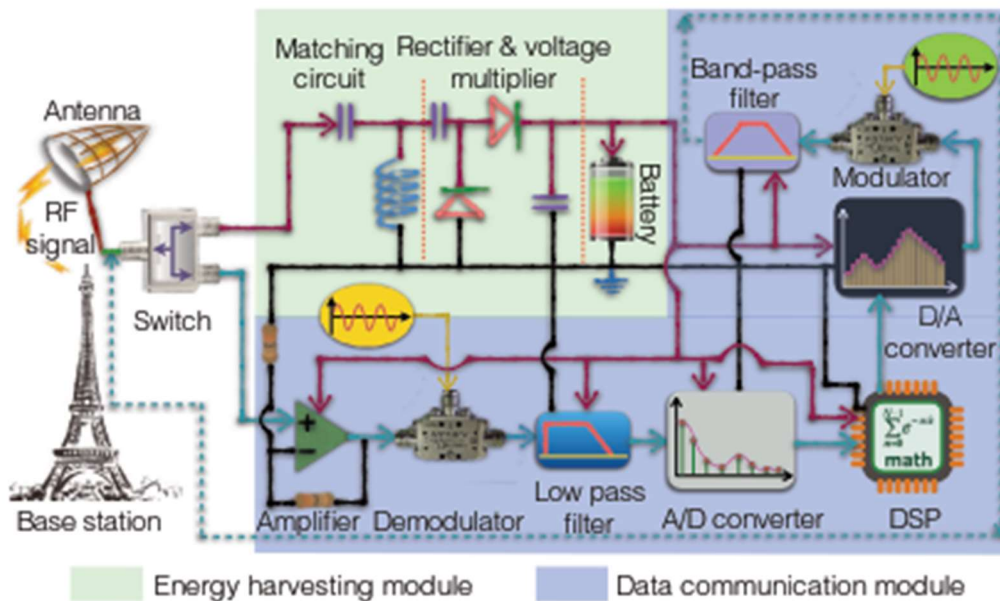 Matching
circuit
Rectifier & voltage
multiplier
Band-pass
filter
Antenna
RF
signal
Battery
Modulator
Switch
D/A
converter
+
−
math
Amplifier
Demodulator
Low pass
filter
A/D converter
DSP
Base station
Energy harvesting module
Data communication module